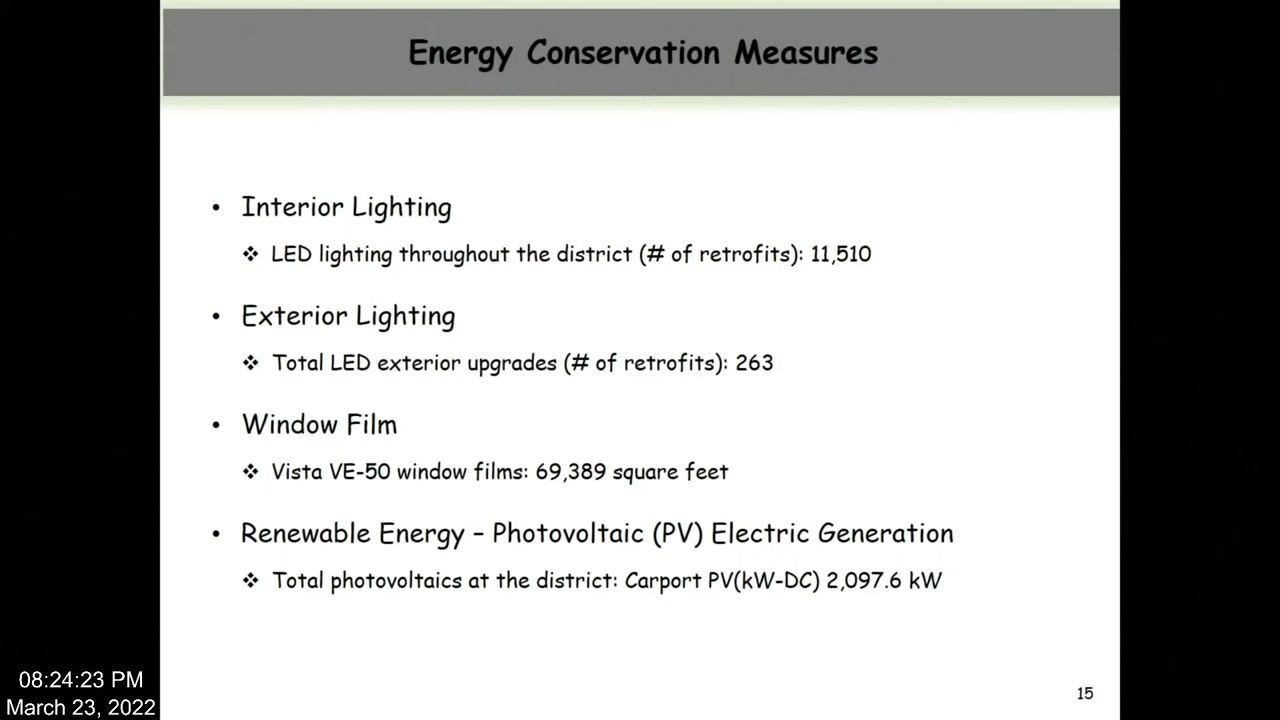 Energy Conservation Measures
• Interior Lighting
❖ LED lighting throughout the district (# of retrofits): 11,510
• Exterior Lighting
❖ Total LED exterior upgrades (# of retrofits): 263
• Window Film
❖ Vista VE-50 window films: 69,389 square feet
• Renewable Energy – Photovoltaic (PV) Electric Generation
❖ Total photovoltaics at the district: Carport PV(kW-DC) 2,097.6 kW
15
08:24:23 PM
March 23, 2022